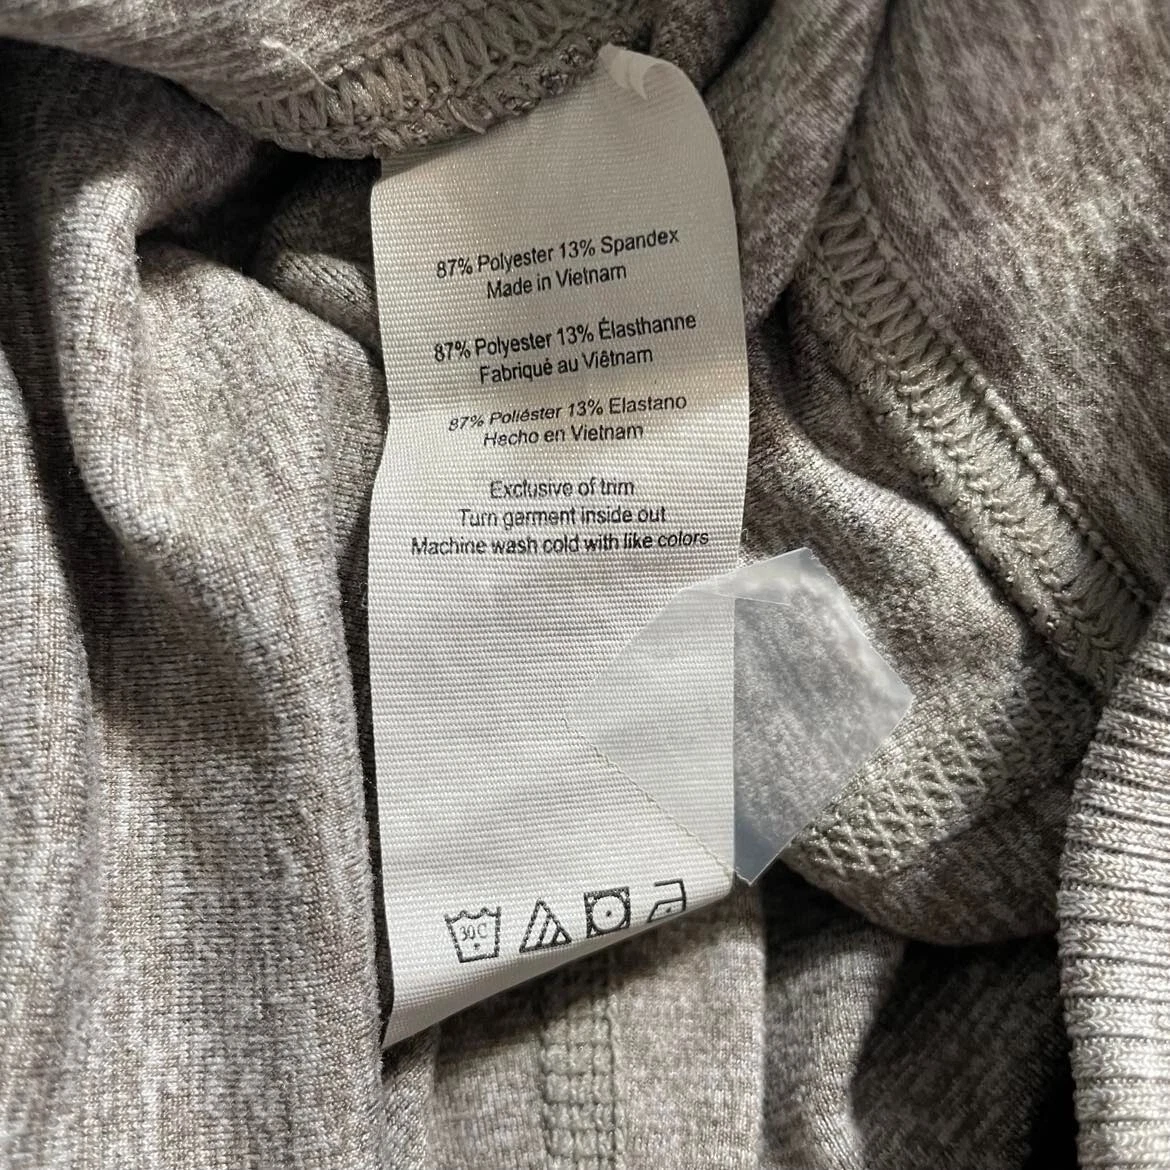 87% Polyester 13% Spandex
Made in Vietnam
87% Polyester 13% Élasthanne
Fabriqué au Viêtnam
87% Poliéster 13% Elastano
Hecho en Vietnam
Exclusive of trim
Turn garment inside out
Machine wash cold with like colors
30C